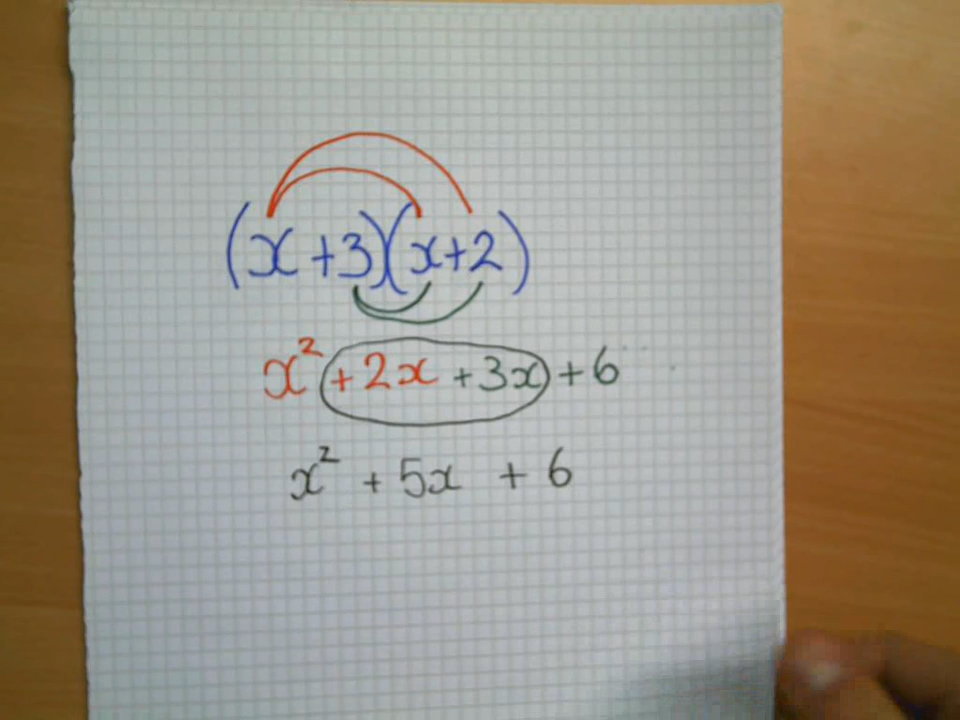 (x+3)(x+2)
x² +2x +3x +6
x² + 5x + 6